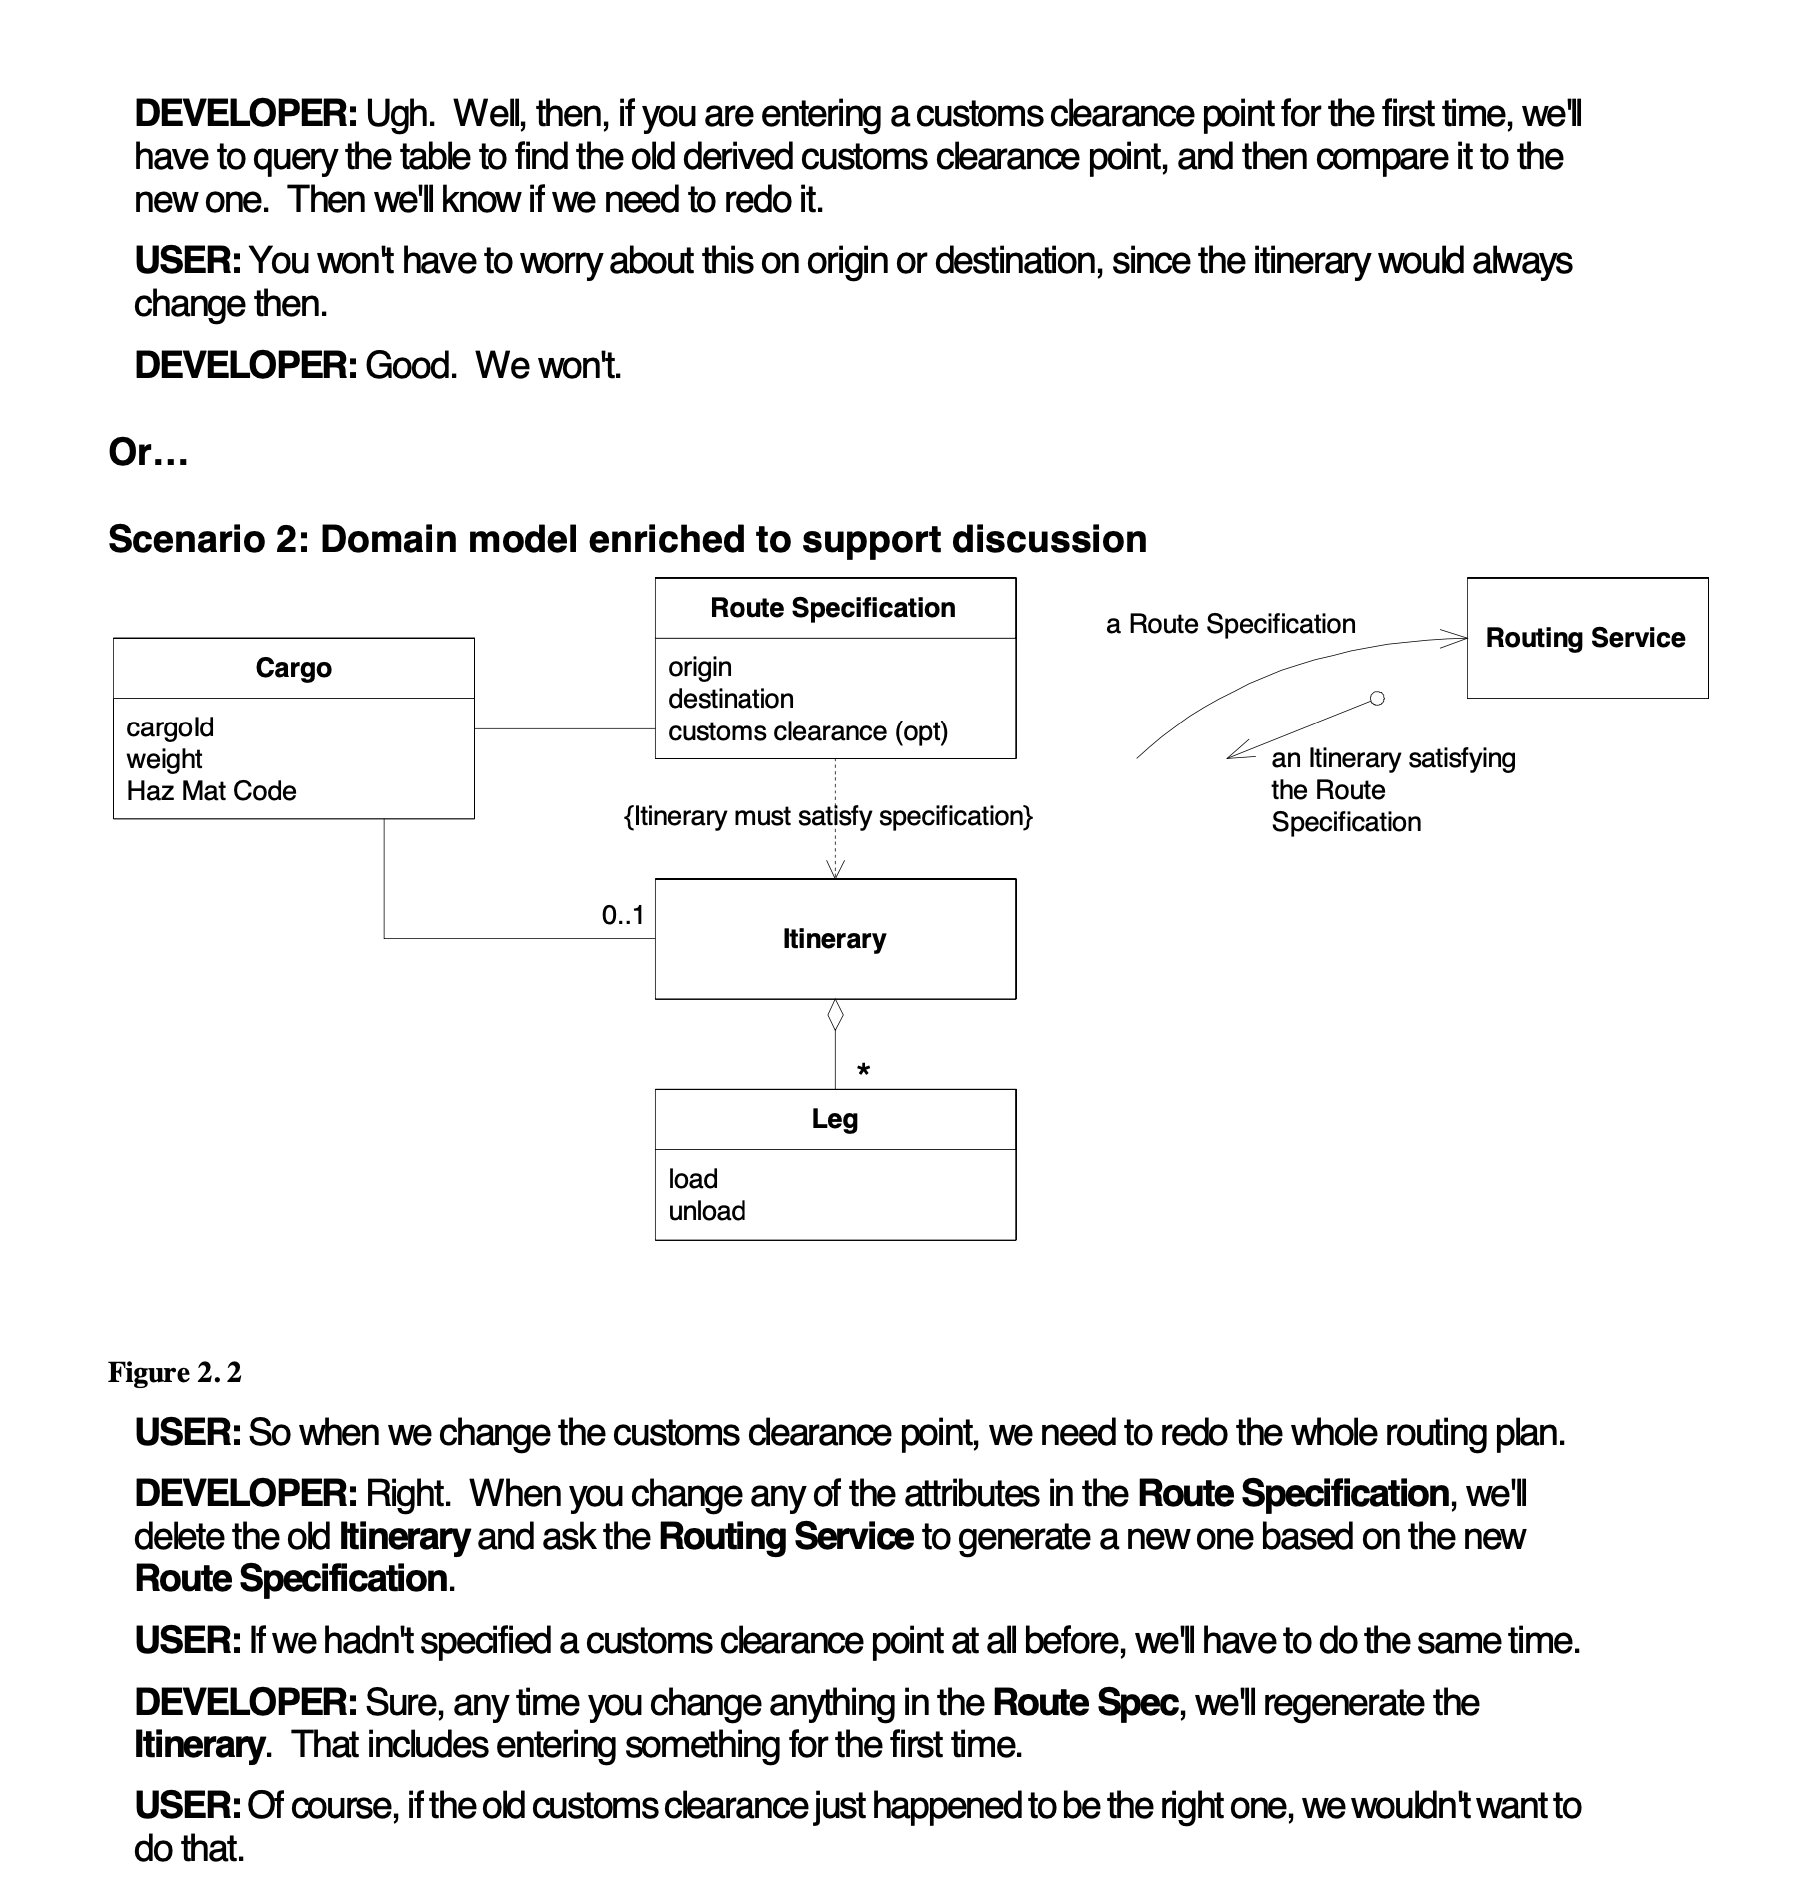 DEVELOPER: Ugh.  Well, then, if you are entering a customs clearance point for the first time, we'll
have to query the table to find the old derived customs clearance point, and then compare it to the
new one.  Then we'll know if we need to redo it.
USER: You won't have to worry about this on origin or destination, since the itinerary would always
change then.
DEVELOPER: Good.  We won't.
Or…
Scenario 2: Domain model enriched to support discussion
Route Specification
origin
destination
customs clearance (opt)
a Route Specification
Routing Service
an Itinerary satisfying
the Route
Specification
Cargo
cargoId
weight
Haz Mat Code
{Itinerary must satisfy specification}
0..1
Itinerary
*
Leg
load
unload
Figure 2. 2
USER: So when we change the customs clearance point, we need to redo the whole routing plan.
DEVELOPER: Right.  When you change any of the attributes in the Route Specification, we'll
delete the old Itinerary and ask the Routing Service to generate a new one based on the new
Route Specification.
USER: If we hadn't specified a customs clearance point at all before, we'll have to do the same time.
DEVELOPER: Sure, any time you change anything in the Route Spec, we'll regenerate the
Itinerary.  That includes entering something for the first time.
USER: Of course, if the old customs clearance just happened to be the right one, we wouldn't want to
do that.